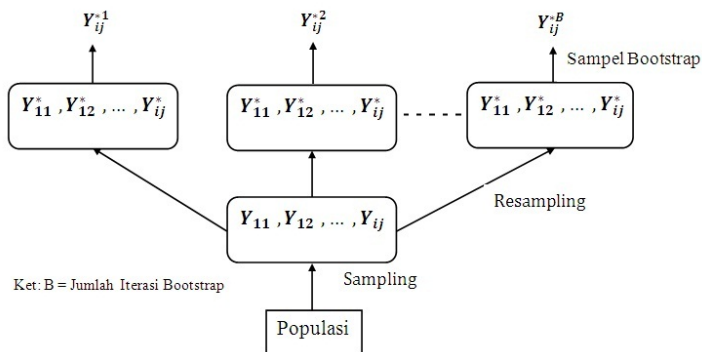 Y*1ij
Y*2ij
Y*Bij
Sampel Bootstrap
Y*11 , Y*12 , … , Y*ij
Y*11 , Y*12 , … , Y*ij
Y*11 , Y*12 , … , Y*ij
Resampling
Y11 , Y12 , … , Yij
Sampling
Ket: B = Jumlah Iterasi Bootstrap
Populasi